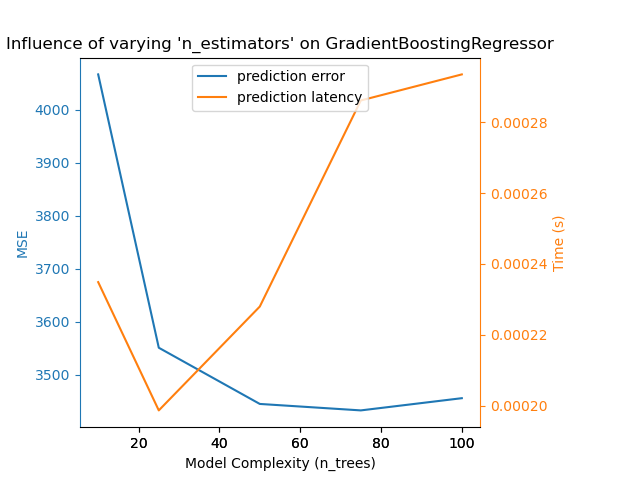 Influence of varying 'n_estimators' on GradientBoostingRegressor
prediction error
prediction latency
4000
3900
3800
3700
3600
3500
MSE
0.00028
0.00026
0.00024
0.00022
0.00020
Time (s)
20 40 60 80 100
Model Complexity (n_trees)